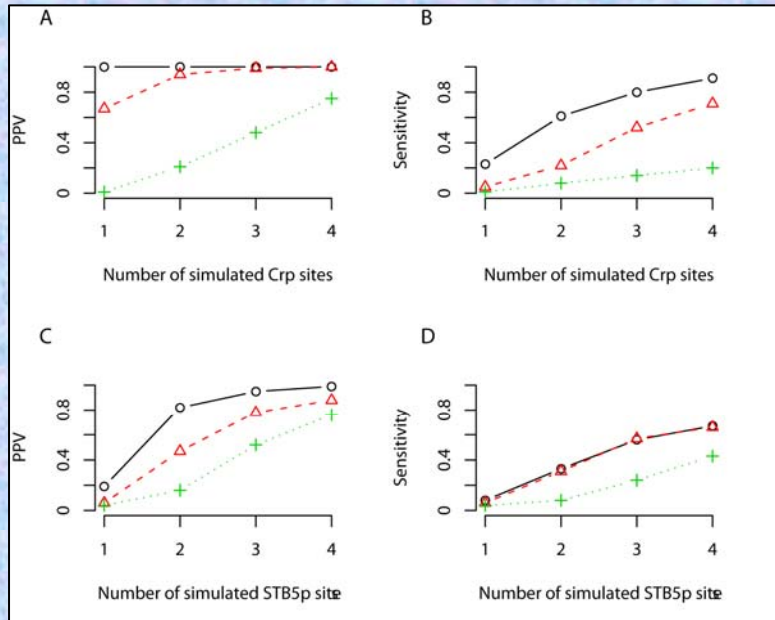 A
PPV
0 0.4 0.8
1 2 3 4
Number of simulated Crp sites
B
Sensitivity
0 0.4 0.8
1 2 3 4
Number of simulated Crp sites
C
PPV
0 0.4 0.8
1 2 3 4
Number of simulated STB5p sites
D
Sensitivity
0 0.4 0.8
1 2 3 4
Number of simulated STB5p sites